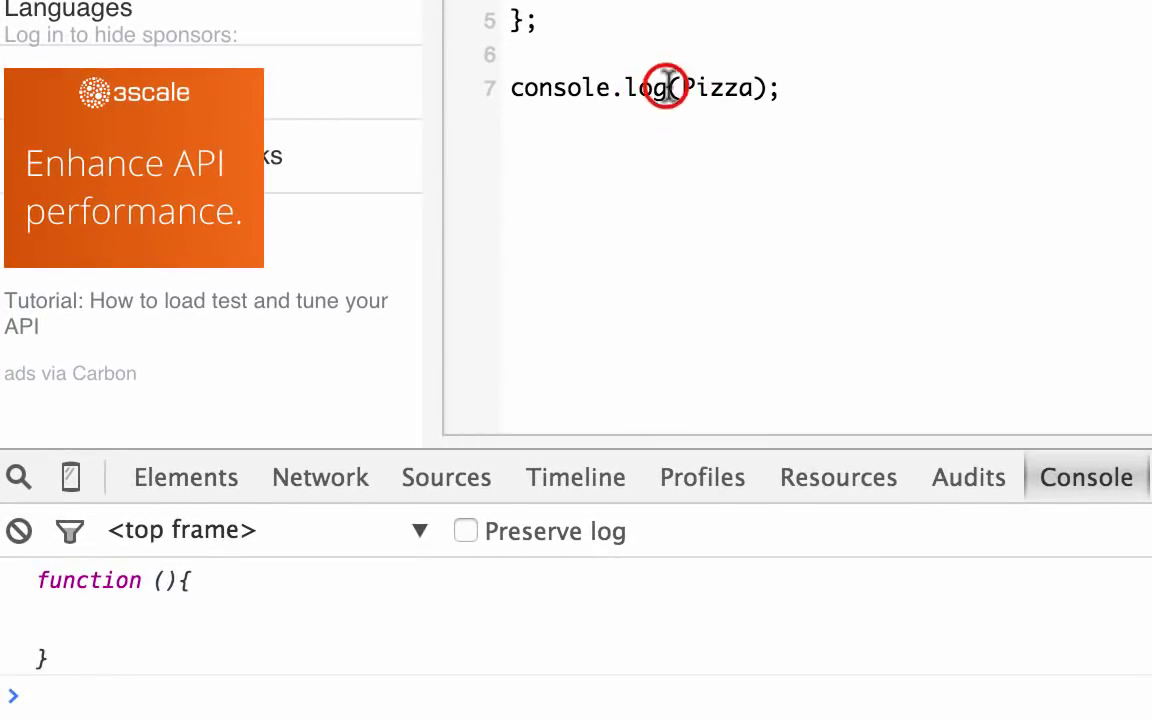 Languages
Log in to hide sponsors:
3scale
Enhance API
performance.
ks
Tutorial: How to load test and tune your
API
ads via Carbon
5 };
6
7 console.log(Pizza);
Elements Network Sources Timeline Profiles Resources Audits Console
<top frame> ▼ Preserve log
function (){
}
>